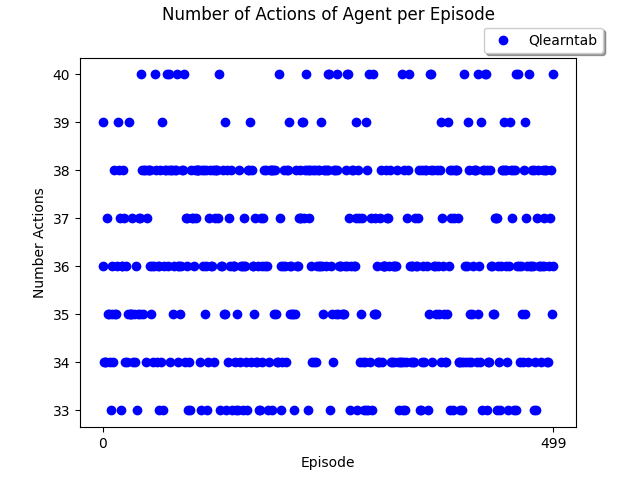 Number of Actions of Agent per Episode
Qlearntab
40
39
38
37
36
35
34
33
Number Actions
0
499
Episode